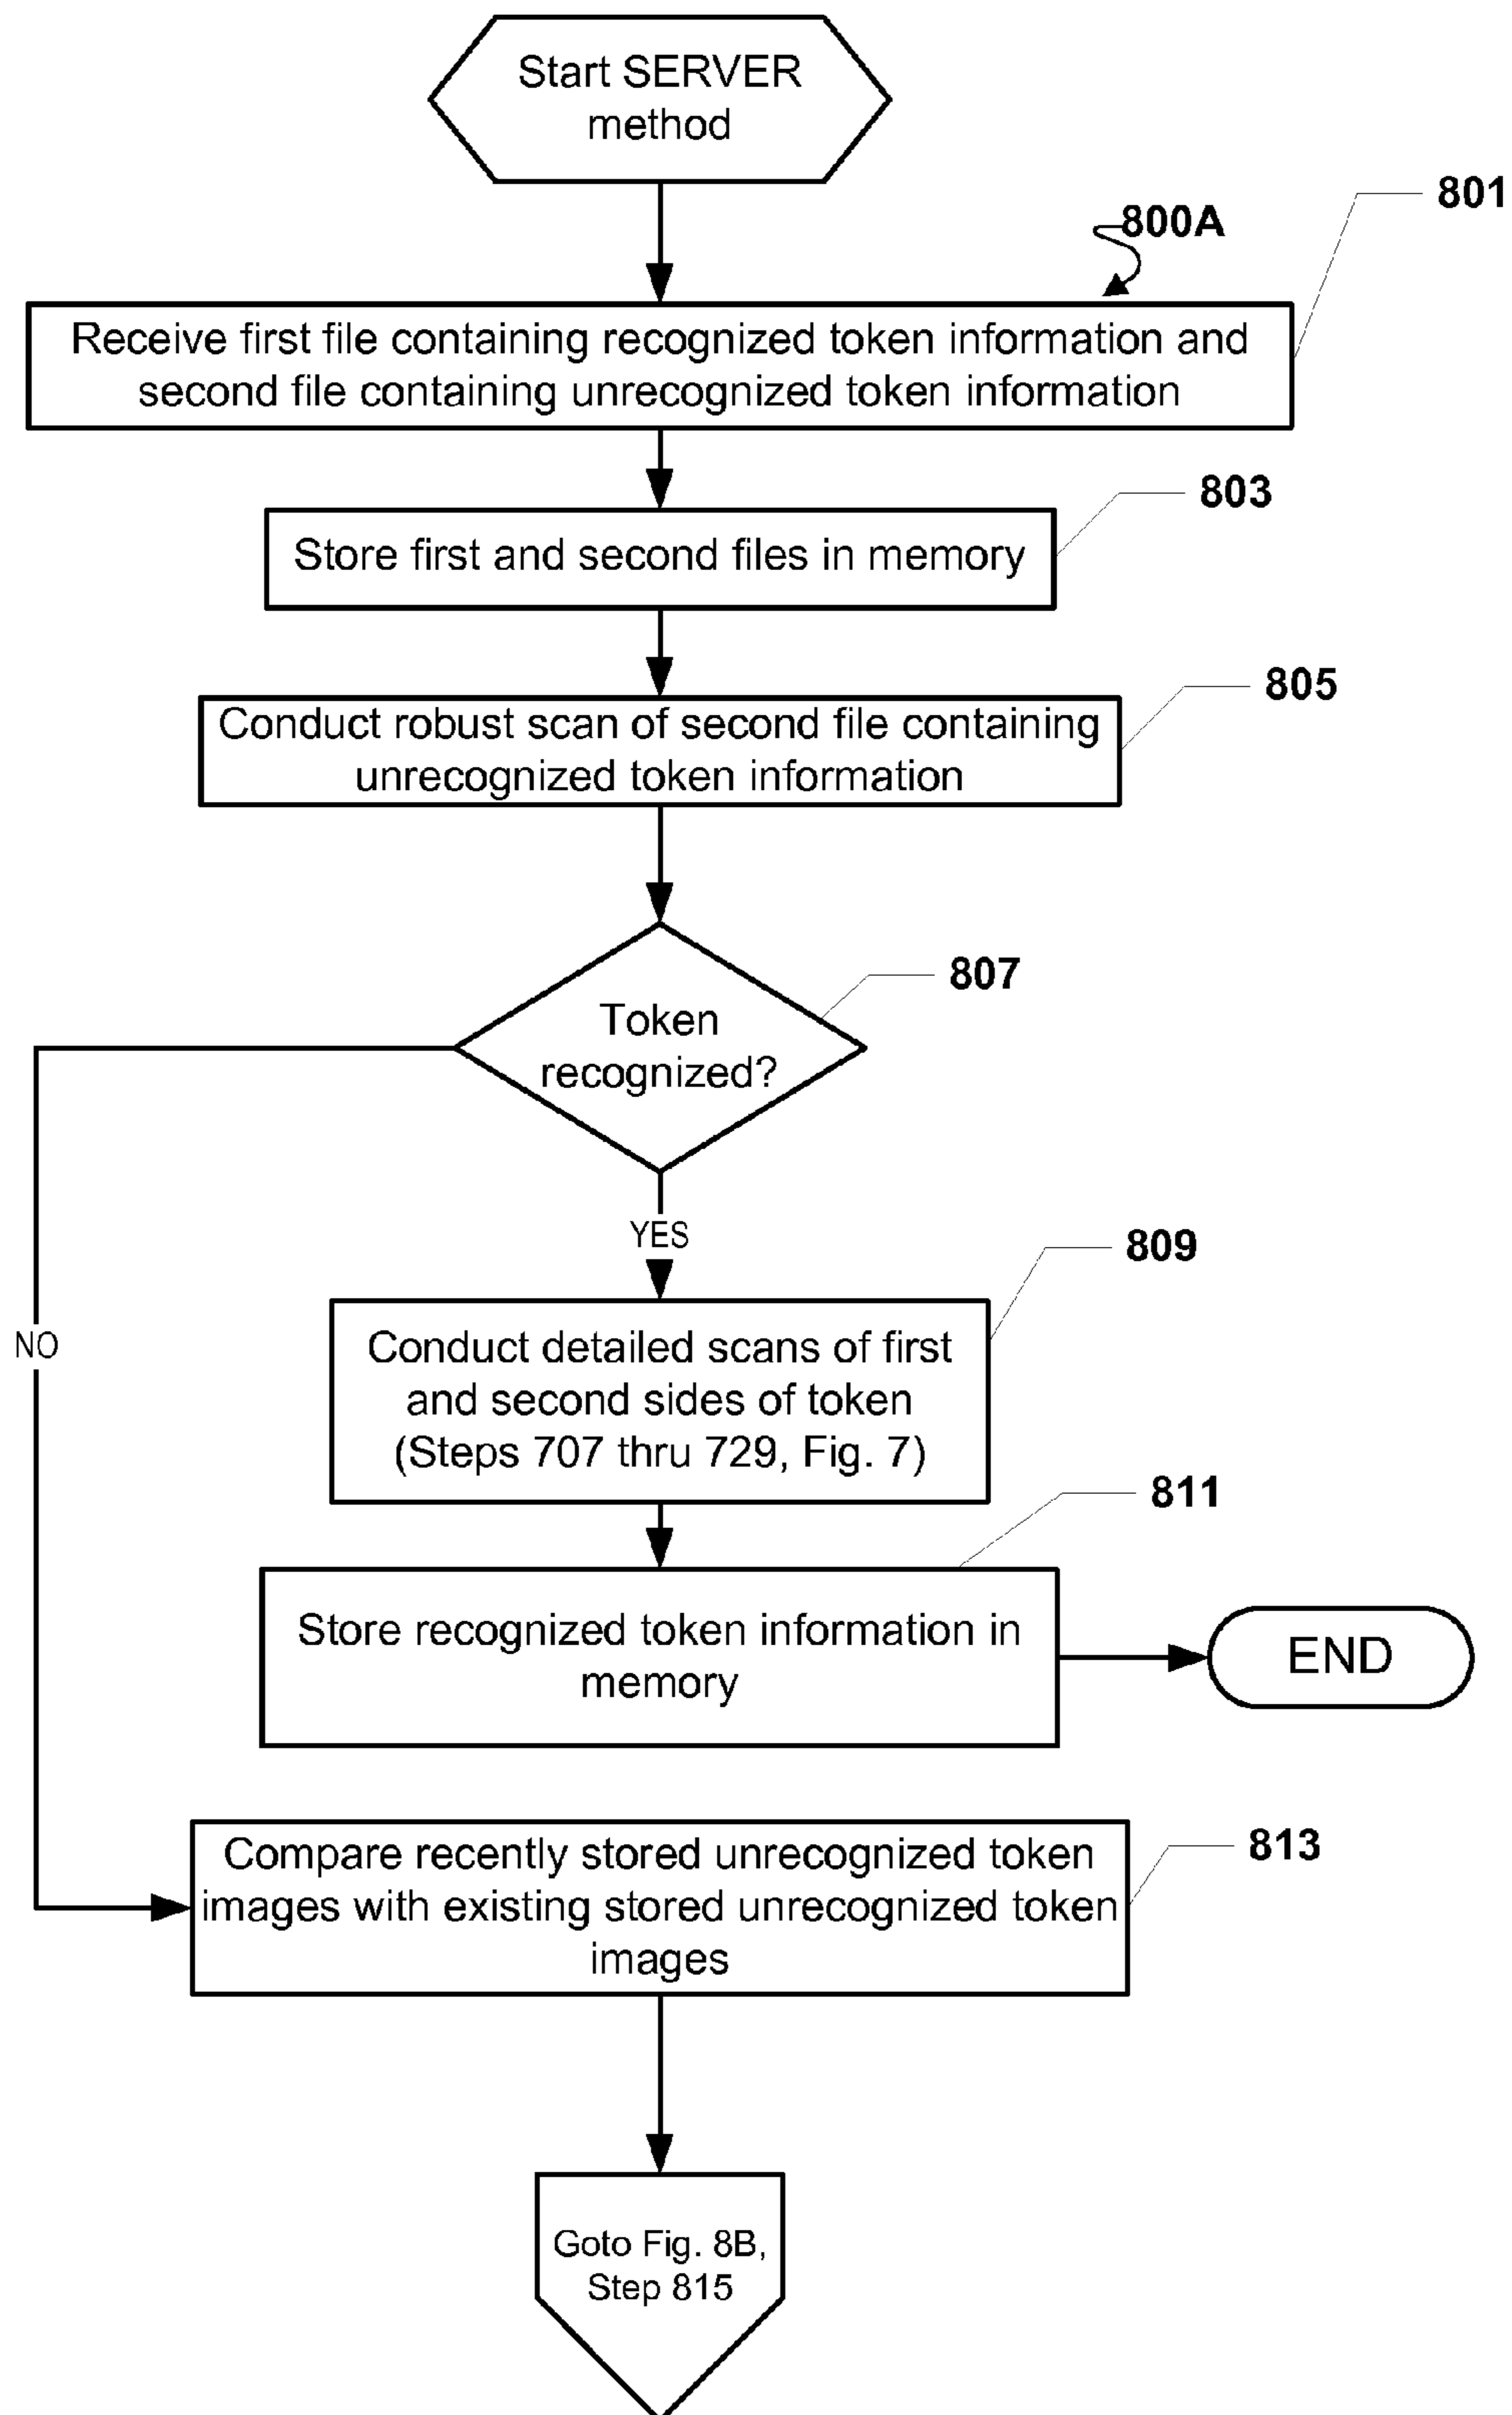 Start SERVER
method
801
800A
Receive first file containing recognized token information and
second file containing unrecognized token information
803
Store first and second files in memory
805
Conduct robust scan of second file containing
unrecognized token information
807
Token
recognized?
YES
NO
809
Conduct detailed scans of first
and second sides of token
(Steps 707 thru 729, Fig. 7)
811
Store recognized token information in
memory
END
813
Compare recently stored unrecognized token
images with existing stored unrecognized token
images
Goto Fig. 8B,
Step 815